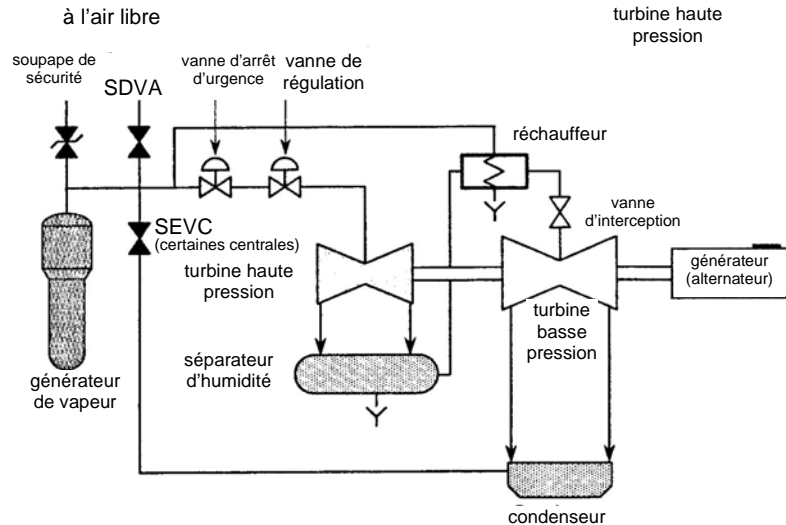 à l'air libre
turbine haute
pression
soupape de
sécurité
SDVA
vanne d'arrêt
d'urgence
vanne de
régulation
réchauffeur
vanne
d'interception
SEVC
(certaines centrales)
turbine haute
pression
générateur
(alternateur)
turbine
basse
pression
séparateur
d'humidité
générateur
de vapeur
condenseur